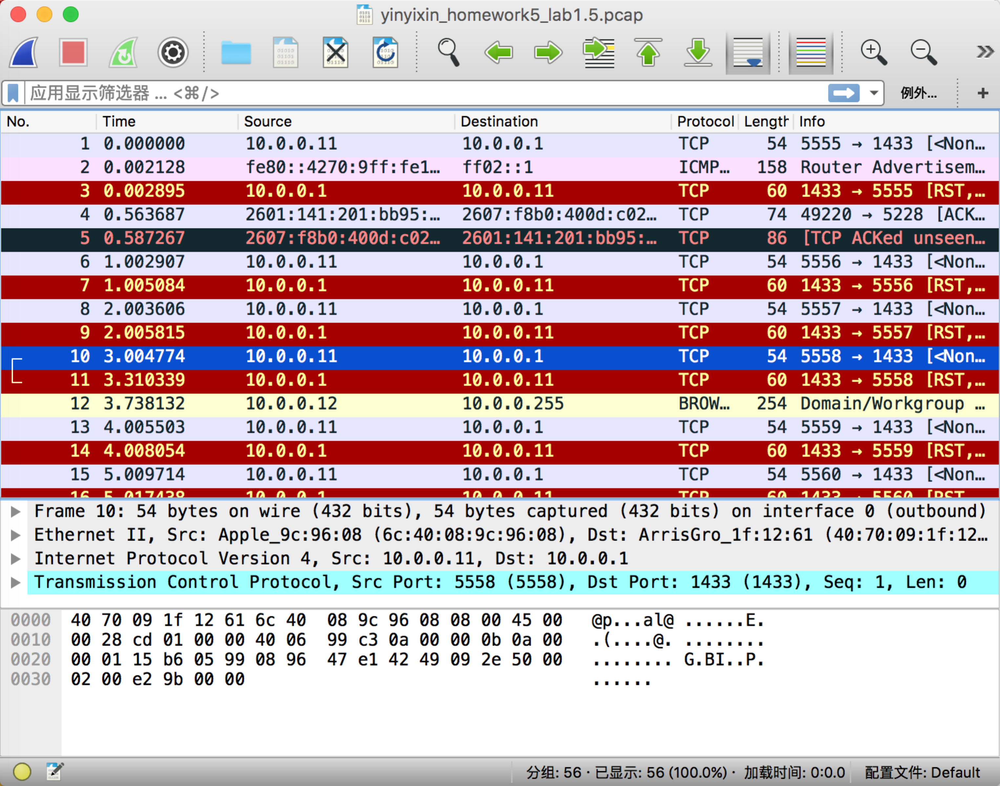 yinyixin_homework5_lab1.5.pcap
应用显示筛选器 ... <⌘/>
例外... +
No. Time Source Destination Protocol Length Info
1 0.000000 10.0.0.11 10.0.0.1 TCP 54 5555 → 1433 [<Non…
2 0.002128 fe80::4270:9ff:fe1… ff02::1 ICMP… 158 Router Advertisem…
3 0.002895 10.0.0.1 10.0.0.11 TCP 60 1433 → 5555 [RST,…
4 0.563687 2601:141:201:bb95:… 2607:f8b0:400d:c02… TCP 74 49220 → 5228 [ACK…
5 0.587267 2607:f8b0:400d:c02… 2601:141:201:bb95:… TCP 86 [TCP ACKed unseen…
6 1.002907 10.0.0.11 10.0.0.1 TCP 54 5556 → 1433 [<Non…
7 1.005084 10.0.0.1 10.0.0.11 TCP 60 1433 → 5556 [RST,…
8 2.003606 10.0.0.11 10.0.0.1 TCP 54 5557 → 1433 [<Non…
9 2.005815 10.0.0.1 10.0.0.11 TCP 60 1433 → 5557 [RST,…
10 3.004774 10.0.0.11 10.0.0.1 TCP 54 5558 → 1433 [<Non…
11 3.310339 10.0.0.1 10.0.0.11 TCP 60 1433 → 5558 [RST,…
12 3.738132 10.0.0.12 10.0.0.255 BROW… 254 Domain/Workgroup …
13 4.005503 10.0.0.11 10.0.0.1 TCP 54 5559 → 1433 [<Non…
14 4.008054 10.0.0.1 10.0.0.11 TCP 60 1433 → 5559 [RST,…
15 5.009714 10.0.0.11 10.0.0.1 TCP 54 5560 → 1433 [<Non…
16 5.017438 10.0.0.1 10.0.0.11 TCP 60 1433 → 5560 [RST
Frame 10: 54 bytes on wire (432 bits), 54 bytes captured (432 bits) on interface 0 (outbound)
Ethernet II, Src: Apple_9c:96:08 (6c:40:08:9c:96:08), Dst: ArrisGro_1f:12:61 (40:70:09:1f:12…
Internet Protocol Version 4, Src: 10.0.0.11, Dst: 10.0.0.1
Transmission Control Protocol, Src Port: 5558 (5558), Dst Port: 1433 (1433), Seq: 1, Len: 0
0000 40 70 09 1f 12 61 6c 40 08 9c 96 08 08 00 45 00 @p...al@ ......E.
0010 00 28 cd 01 00 00 40 06 99 c3 0a 00 00 0b 0a 00 .(....@. ........
0020 00 01 15 b6 05 99 08 96 47 e1 42 49 09 2e 50 00 ........ G.BI..P.
0030 02 00 e2 9b 00 00 ......
分组: 56 · 已显示: 56 (100.0%) · 加载时间: 0:0.0 配置文件: Default